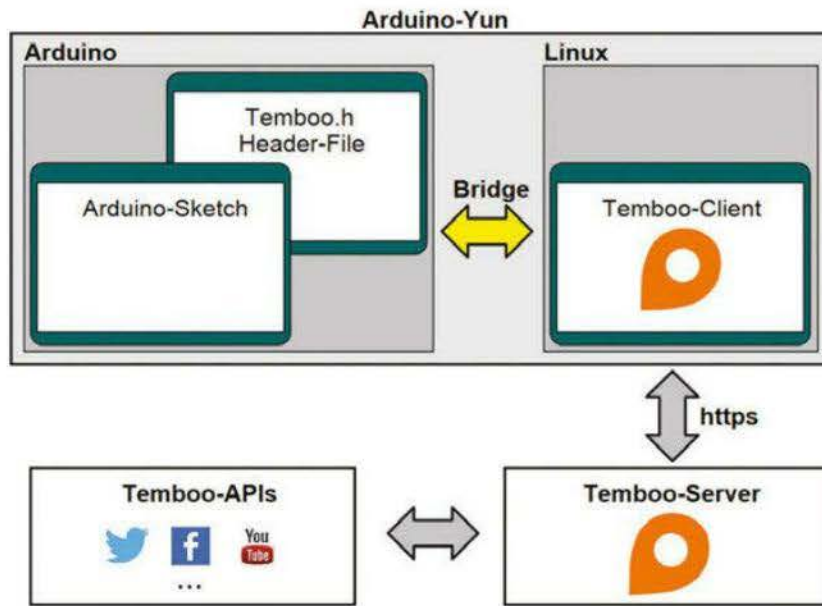 Arduino-Yun
Arduino
Linux
Temboo.h
Header-File
Arduino-Sketch
Bridge
Temboo-Client
https
Temboo-APIs
f
You
Tube
...
Temboo-Server